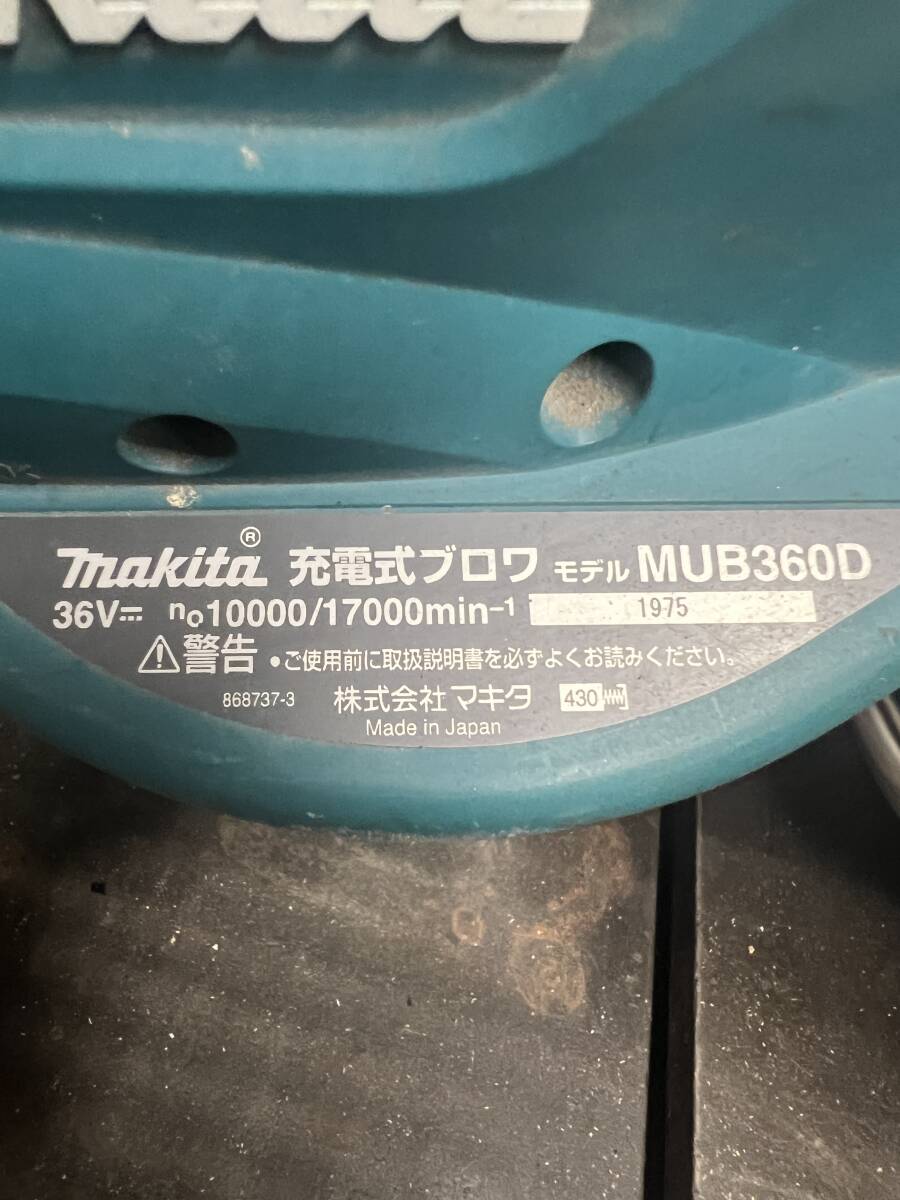 makita® 充電式ブロワ モデル MUB360D
36V⎓ n₀10000/17000min⁻¹ 1975
⚠警告 ●ご使用前に取扱説明書を必ずよくお読みください。
868737-3 株式会社マキタ 430
Made in Japan